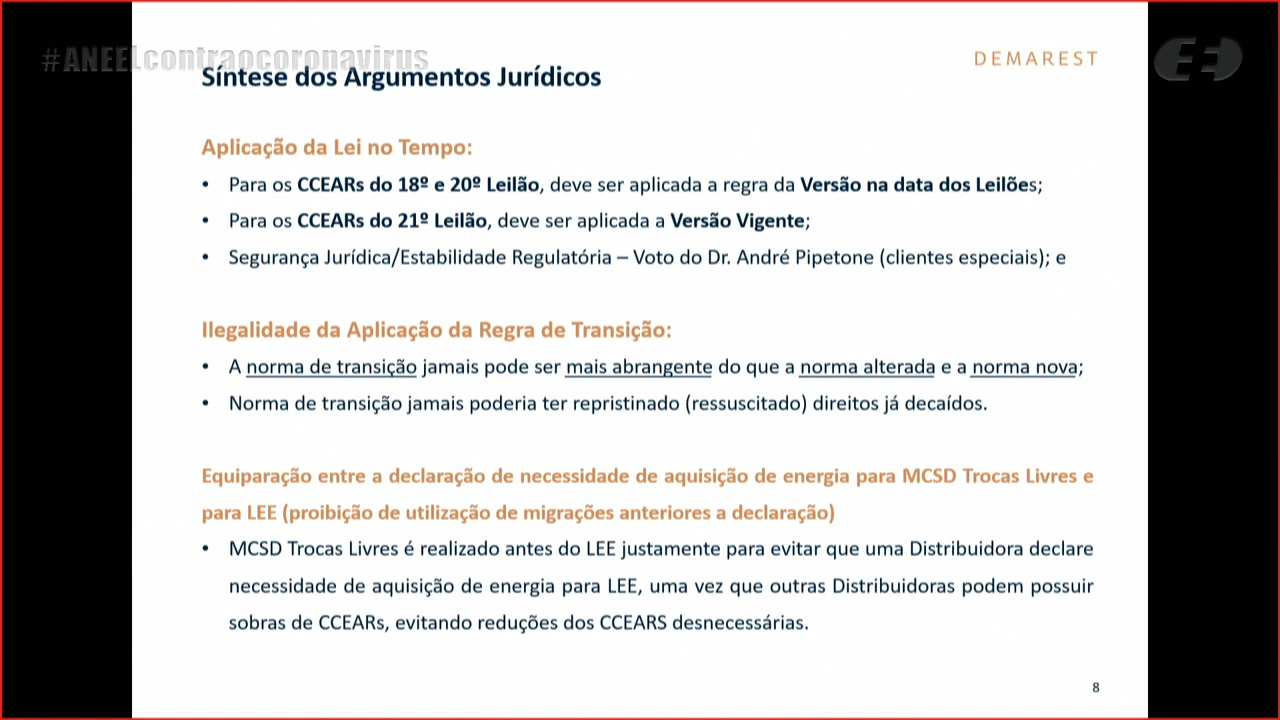 #ANEELcontraocoronavirus
DEMAREST
Síntese dos Argumentos Jurídicos
Aplicação da Lei no Tempo:
• Para os CCEARs do 18º e 20º Leilão, deve ser aplicada a regra da Versão na data dos Leilões;
• Para os CCEARs do 21º Leilão, deve ser aplicada a Versão Vigente;
• Segurança Jurídica/Estabilidade Regulatória – Voto do Dr. André Pipetone (clientes especiais); e
Ilegalidade da Aplicação da Regra de Transição:
• A norma de transição jamais pode ser mais abrangente do que a norma alterada e a norma nova;
• Norma de transição jamais poderia ter repristinado (ressuscitado) direitos já decaídos.
Equiparação entre a declaração de necessidade de aquisição de energia para MCSD Trocas Livres e
para LEE (proibição de utilização de migrações anteriores a declaração)
• MCSD Trocas Livres é realizado antes do LEE justamente para evitar que uma Distribuidora declare
necessidade de aquisição de energia para LEE, uma vez que outras Distribuidoras podem possuir
sobras de CCEARs, evitando reduções dos CCEARS desnecessárias.
8